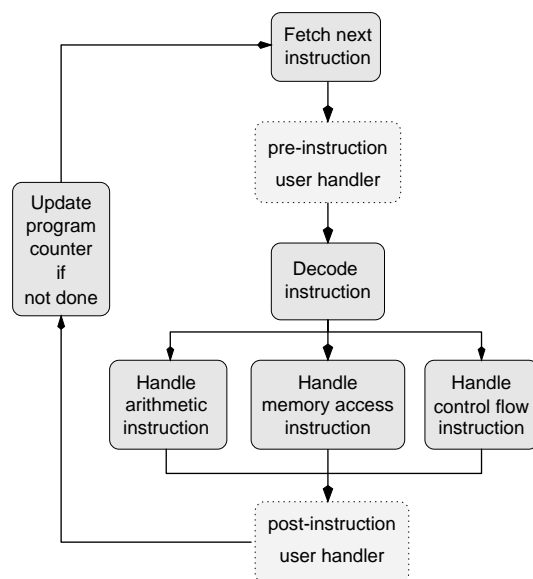 Fetch next
instruction
pre-instruction
user handler
Update
program
counter
if
not done
Decode
instruction
Handle
arithmetic
instruction
Handle
memory access
instruction
Handle
control flow
instruction
post-instruction
user handler